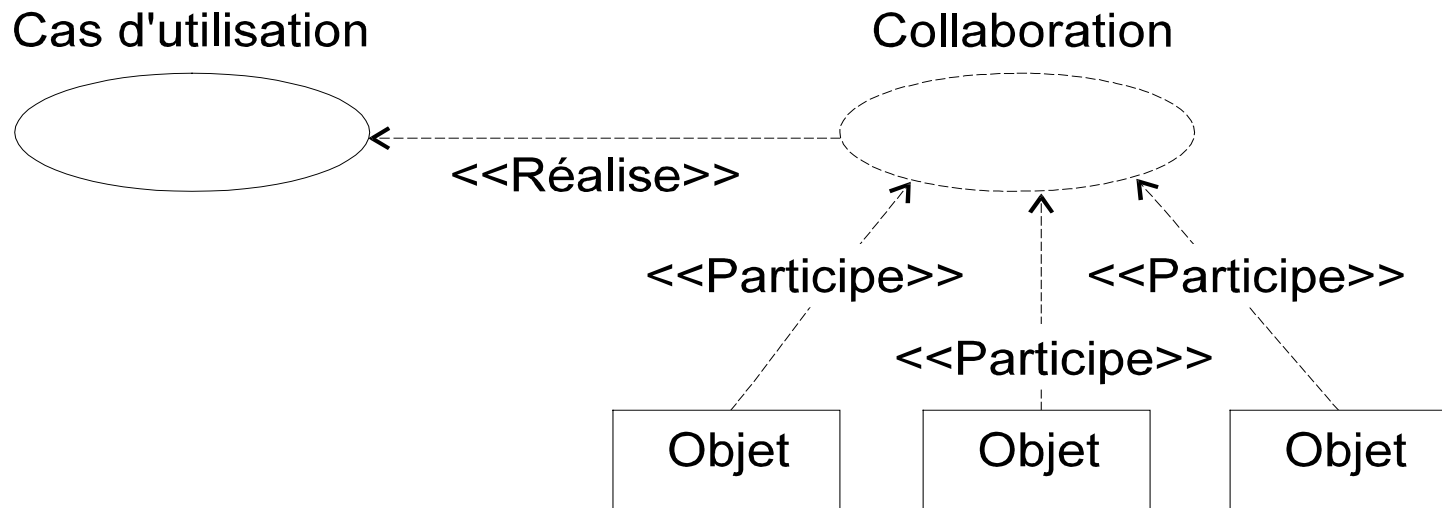 Cas d'utilisation
Collaboration
<<Réalise>>
<<Participe>>
<<Participe>>
<<Participe>>
Objet
Objet
Objet